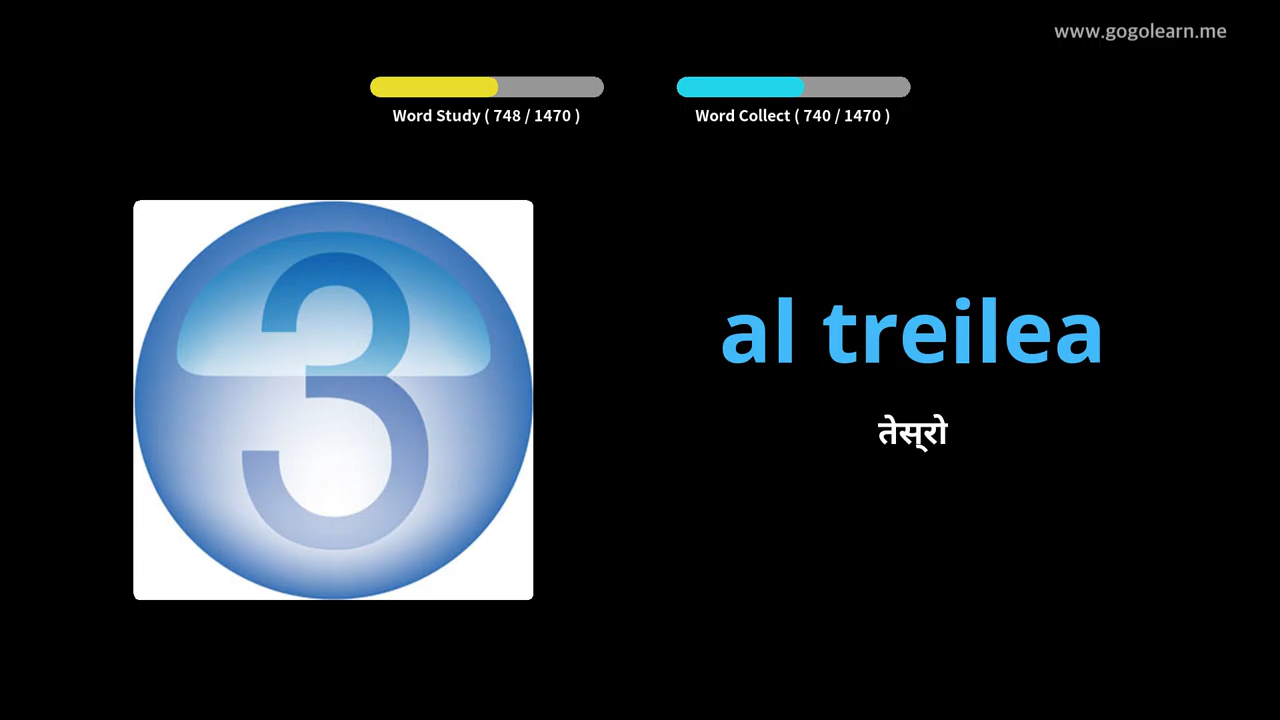 www.gogolearn.me
Word Study ( 748 / 1470 )
Word Collect ( 740 / 1470 )
3
al treilea
तेस्रो